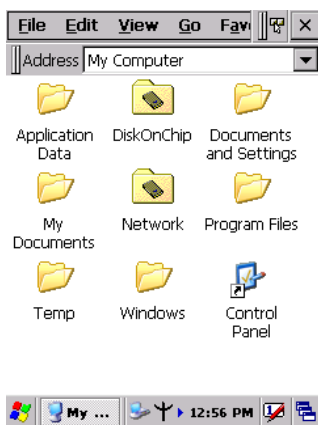 File Edit View Go Fav
Address My Computer
Application Data
DiskOnChip
Documents and Settings
My Documents
Network
Program Files
Temp
Windows
Control Panel
My ... 12:56 PM